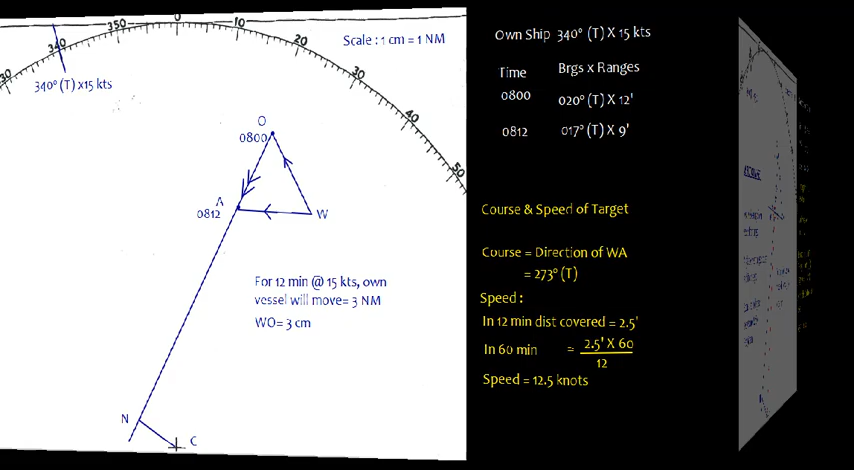 350
0
10
340
20
30
30
40
50
Scale : 1 cm = 1 NM
340° (T) x15 kts
O
0800
A
0812
W
For 12 min @ 15 kts, own
vessel will move= 3 NM
WO= 3 cm
N
C
Own Ship 340° (T) X 15 kts
Time Brgs x Ranges
0800 020° (T) X 12'
0812 017° (T) X 9'
Course & Speed of Target
Course = Direction of WA
= 273° (T)
Speed :
In 12 min dist covered = 2.5'
In 60 min = 2.5' X 60
12
Speed = 12.5 knots